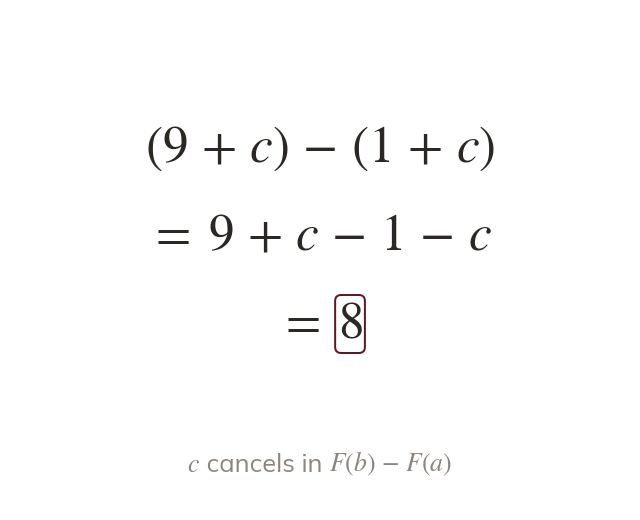 (9 + c) − (1 + c)
= 9 + c − 1 − c
= 8
c cancels in F(b) − F(a)